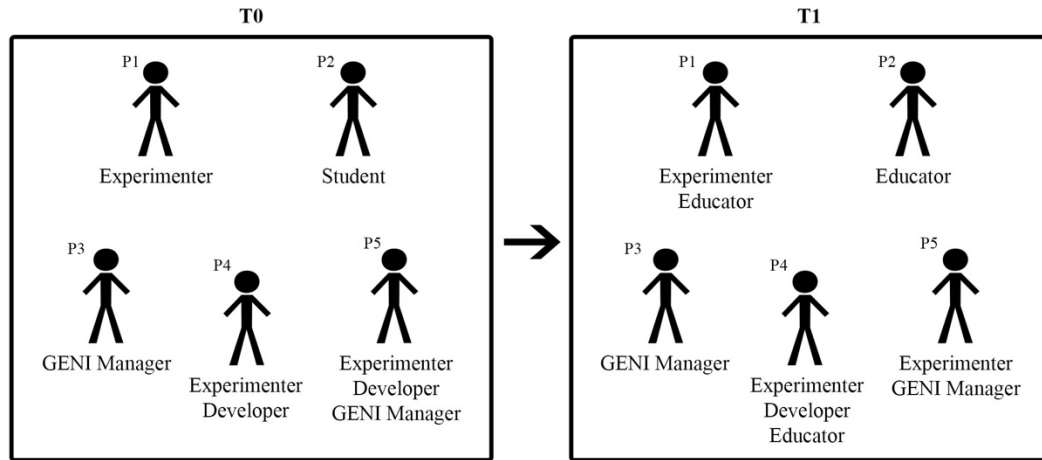 T0
P1
Experimenter
P2
Student
P3
GENI Manager
P4
Experimenter
Developer
P5
Experimenter
Developer
GENI Manager
T1
P1
Experimenter
Educator
P2
Educator
P3
GENI Manager
P4
Experimenter
Developer
Educator
P5
Experimenter
GENI Manager